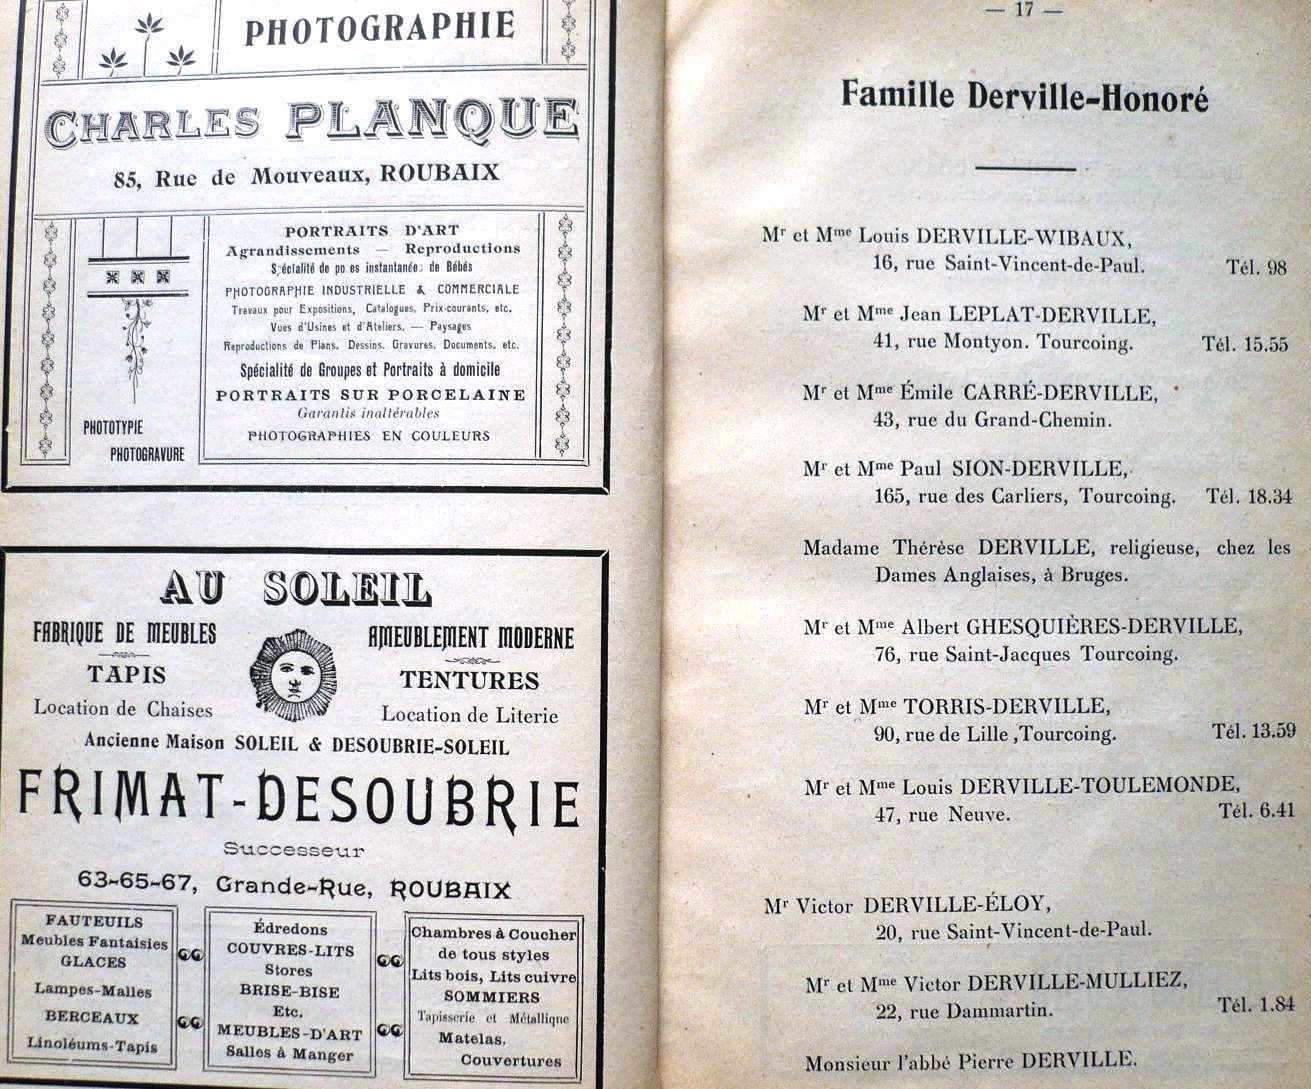 PHOTOGRAPHIE
CHARLES PLANQUE
85, Rue de Mouveaux, ROUBAIX
PORTRAITS D'ART
Agrandissements — Reproductions
Spécialité de po es instantanées de Bébés
PHOTOGRAPHIE INDUSTRIELLE & COMMERCIALE
Travaux pour Expositions, Catalogues, Prix-courants, etc.
Vues d'Usines et d'Ateliers. — Paysages
Reproductions de Plans, Dessins, Gravures, Documents, etc.
Spécialité de Groupes et Portraits à domicile
PORTRAITS SUR PORCELAINE
Garantis inaltérables
PHOTOGRAPHIES EN COULEURS
PHOTOTYPIE
PHOTOGRAVURE
AU SOLEIL
FABRIQUE DE MEUBLES
TAPIS
Location de Chaises
AMEUBLEMENT MODERNE
TENTURES
Location de Literie
Ancienne Maison SOLEIL & DESOUBRIE-SOLEIL
FRIMAT-DESOUBRIE
Successeur
63-65-67, Grande-Rue, ROUBAIX
FAUTEUILS
Meubles Fantaisies
GLACES
Lampes-Malles
BERCEAUX
Linoléums-Tapis
Édredons
COUVRES-LITS
Stores
BRISE-BISE
Etc.
MEUBLES-D'ART
Salles à Manger
Chambres à Coucher
de tous styles
Lits bois, Lits cuivre
SOMMIERS
Tapisserie et Métallique
Matelas,
Couvertures
— 17 —
Famille Derville-Honoré
Mr et Mme Louis DERVILLE-WIBAUX,
16, rue Saint-Vincent-de-Paul. Tél. 98
Mr et Mme Jean LEPLAT-DERVILLE,
41, rue Montyon. Tourcoing. Tél. 15.55
Mr et Mme Émile CARRÉ-DERVILLE,
43, rue du Grand-Chemin.
Mr et Mme Paul SION-DERVILLE,
165, rue des Carliers, Tourcoing. Tél. 18.34
Madame Thérèse DERVILLE, religieuse, chez les
Dames Anglaises, à Bruges.
Mr et Mme Albert GHESQUIÈRES-DERVILLE,
76, rue Saint-Jacques Tourcoing.
Mr et Mme TORRIS-DERVILLE,
90, rue de Lille ,Tourcoing. Tél. 13.59
Mr et Mme Louis DERVILLE-TOULEMONDE,
47, rue Neuve. Tél. 6.41
Mr Victor DERVILLE-ÉLOY,
20, rue Saint-Vincent-de-Paul.
Mr et Mme Victor DERVILLE-MULLIEZ,
22, rue Dammartin. Tél. 1.84
Monsieur l'abbé Pierre DERVILLE.